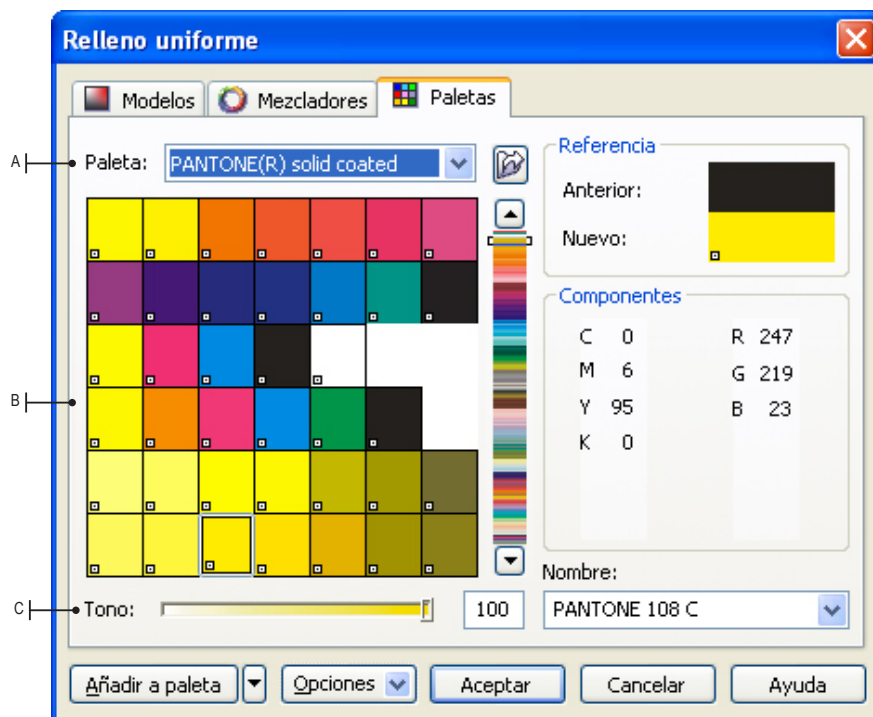 Relleno uniforme
Modelos
Mezcladores
Paletas
A
Paleta:
PANTONE(R) solid coated
Referencia
Anterior:
Nuevo:
Componentes
C 0 R 247
M 6 G 219
Y 95 B 23
K 0
B
Nombre:
C
Tono:
100
PANTONE 108 C
Añadir a paleta
Opciones
Aceptar
Cancelar
Ayuda